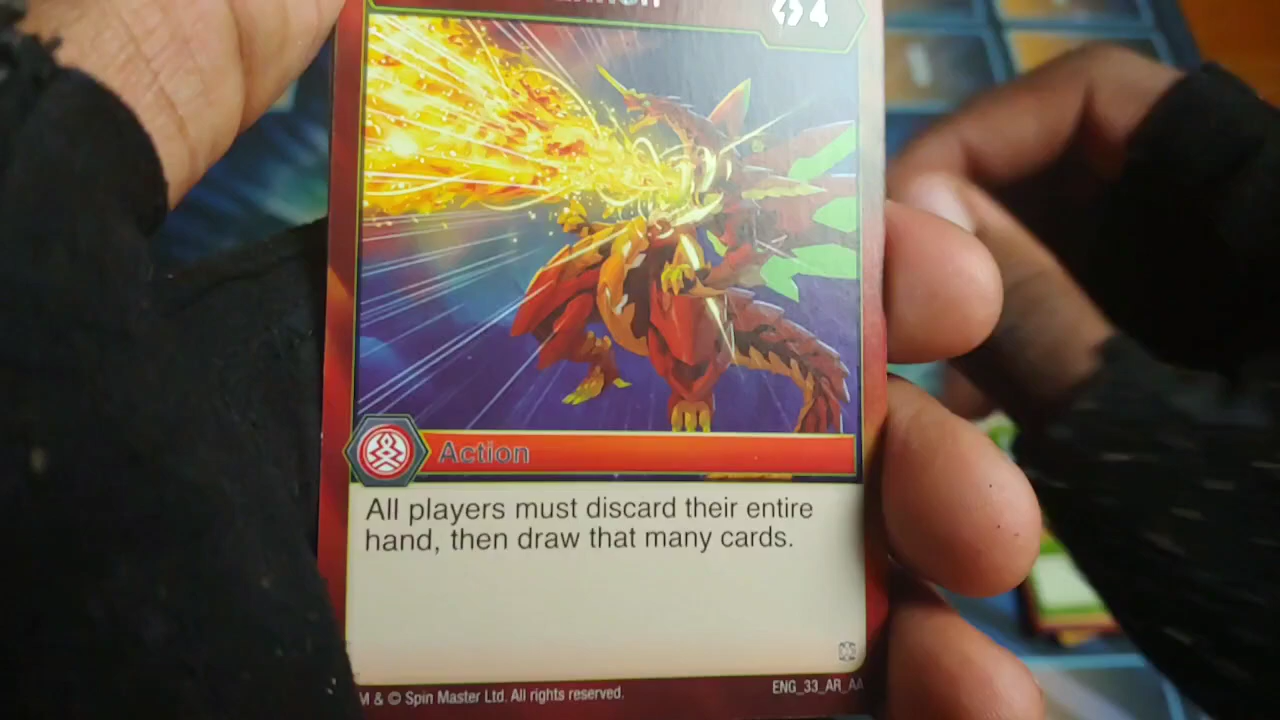 4
Action
All players must discard their entire
hand, then draw that many cards.
M & © Spin Master Ltd. All rights reserved.
ENG_33_AR_AA